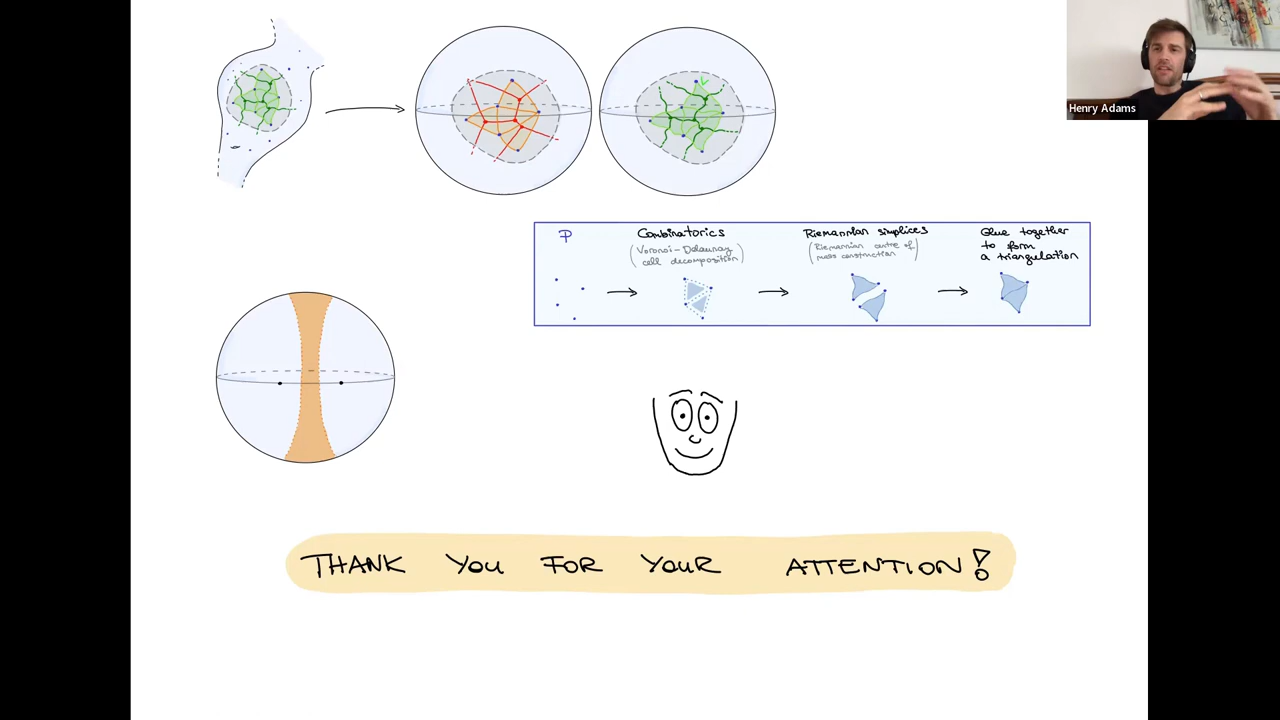 Henry Adams
P
Combinatorics
(Voronoi-Delaunay
cell decomposition)
Riemannian simplices
(Riemannian centre of
mass construction)
Glue together
to form
a triangulation
THANK YOU FOR YOUR ATTENTION!